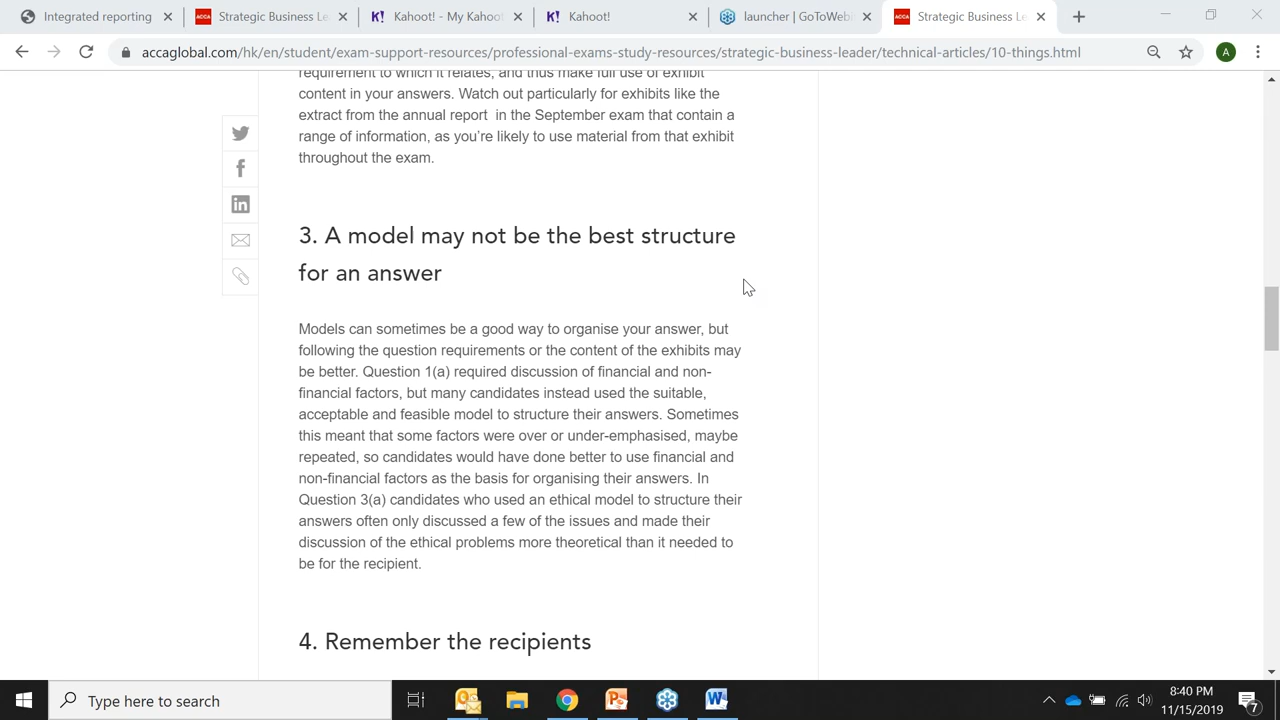 Integrated reporting
ACCA
Strategic Business Le
K!
Kahoot! - My Kahoo
K!
Kahoot!
launcher | GoToWebi
ACCA
Strategic Business Le
accaglobal.com/hk/en/student/exam-support-resources/professional-exams-study-resources/strategic-business-leader/technical-articles/10-things.html
A
requirement to which it relates, and thus make full use of exhibit
content in your answers. Watch out particularly for exhibits like the
extract from the annual report  in the September exam that contain a
range of information, as you're likely to use material from that exhibit
throughout the exam.
3. A model may not be the best structure
for an answer
Models can sometimes be a good way to organise your answer, but
following the question requirements or the content of the exhibits may
be better. Question 1(a) required discussion of financial and non-
financial factors, but many candidates instead used the suitable,
acceptable and feasible model to structure their answers. Sometimes
this meant that some factors were over or under-emphasised, maybe
repeated, so candidates would have done better to use financial and
non-financial factors as the basis for organising their answers. In
Question 3(a) candidates who used an ethical model to structure their
answers often only discussed a few of the issues and made their
discussion of the ethical problems more theoretical than it needed to
be for the recipient.
4. Remember the recipients
Type here to search
8:40 PM
11/15/2019
7